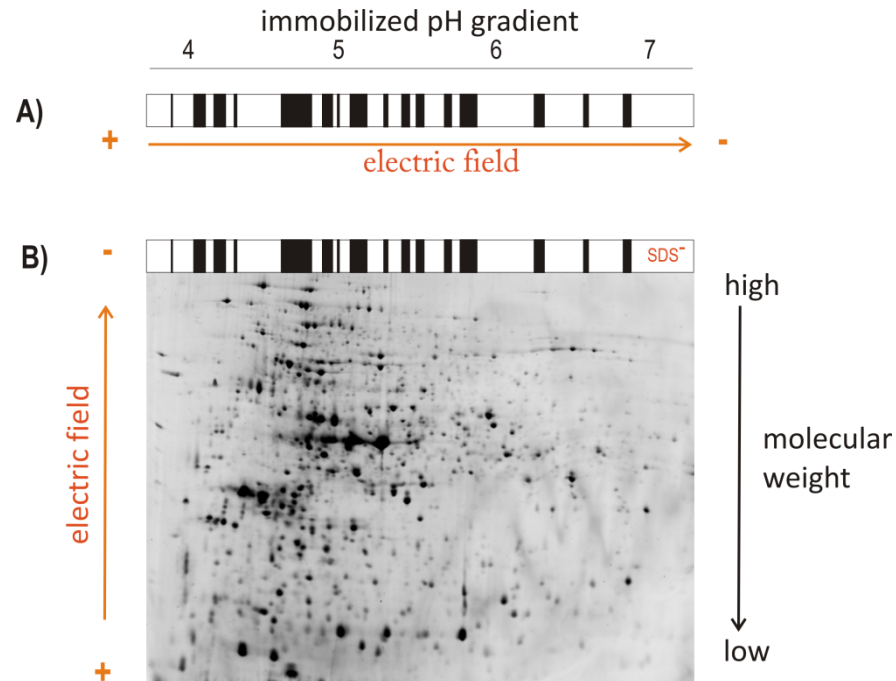 immobilized pH gradient
4 5 6 7
A)
+ -
electric field
B)
- SDS⁻
high
electric field
molecular
weight
low
+